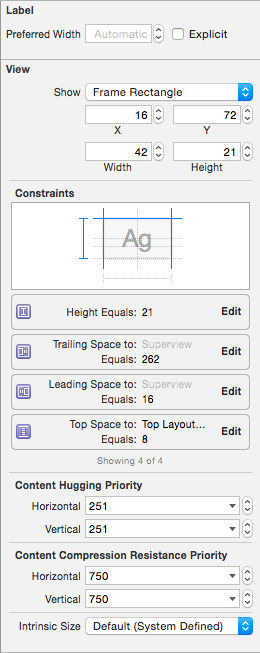 Label
Preferred Width Automatic Explicit
View
Show Frame Rectangle
16 72
X Y
42 21
Width Height
Constraints
Ag
Height Equals: 21 Edit
Trailing Space to: Superview
Equals: 262 Edit
Leading Space to: Superview
Equals: 16 Edit
Top Space to: Top Layout...
Equals: 8 Edit
Showing 4 of 4
Content Hugging Priority
Horizontal 251
Vertical 251
Content Compression Resistance Priority
Horizontal 750
Vertical 750
Intrinsic Size Default (System Defined)